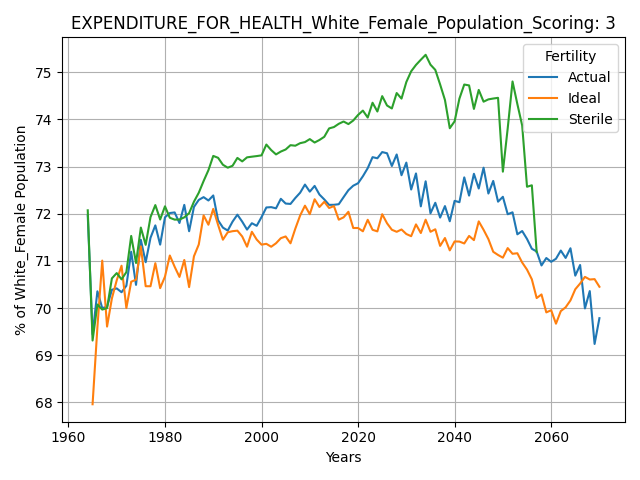 EXPENDITURE_FOR_HEALTH_White_Female_Population_Scoring: 3
% of White_Female Population
75
74
73
72
71
70
69
68
Fertility
Actual
Ideal
Sterile
1960
1980
2000
2020
2040
2060
Years